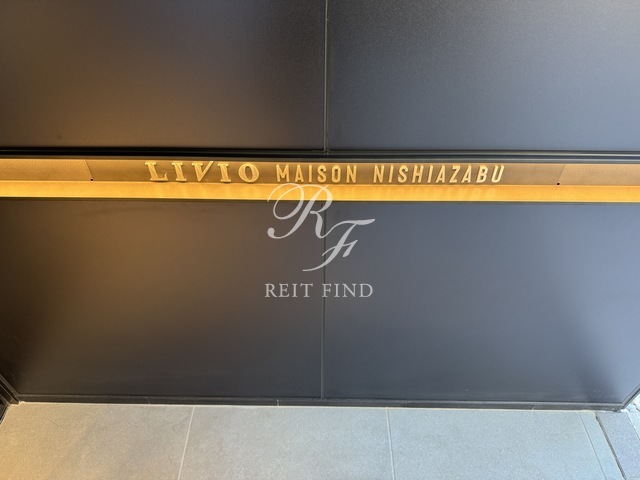 LIVIO MAISON NISHIAZABU
RF
REIT FIND